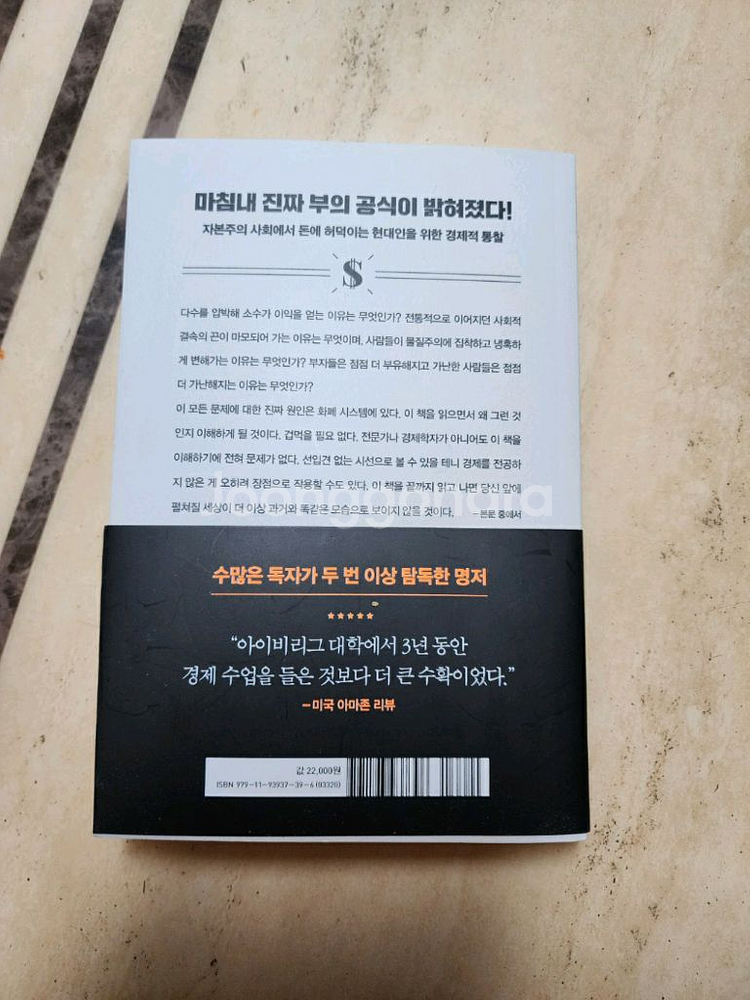 마침내 진짜 부의 공식이 밝혀졌다!
자본주의 사회에서 돈에 허덕이는 현대인을 위한 경제적 통찰
$
다수를 압박해 소수가 이익을 얻는 이유는 무엇인가? 전통적으로 이어지던 사회적
결속의 끈이 마모되어 가는 이유는 무엇이며, 사람들이 물질주의에 집착하고 냉혹하
게 변해가는 이유는 무엇인가? 부자들은 점점 더 부유해지고 가난한 사람들은 점점
더 가난해지는 이유는 무엇인가?
이 모든 문제에 대한 진짜 원인은 화폐 시스템에 있다. 이 책을 읽으면서 왜 그런 것
인지 이해하게 될 것이다. 겁먹을 필요 없다. 전문가나 경제학자가 아니어도 이 책을
이해하기에 전혀 문제가 없다. 선입견 없는 시선으로 볼 수 있을 테니 경제를 전공하
지 않은 게 오히려 장점으로 작용할 수도 있다. 이 책을 끝까지 읽고 나면 당신 앞에
펼쳐질 세상이 더 이상 과거와 똑같은 모습으로 보이지 않을 것이다. –본문 중에서
joonggonara
수많은 독자가 두 번 이상 탐독한 명저
★★★★★
“아이비리그 대학에서 3년 동안
경제 수업을 들은 것보다 더 큰 수확이었다.”
–미국 아마존 리뷰
값 22,000원
ISBN 979-11-93937-39-6 (03320)